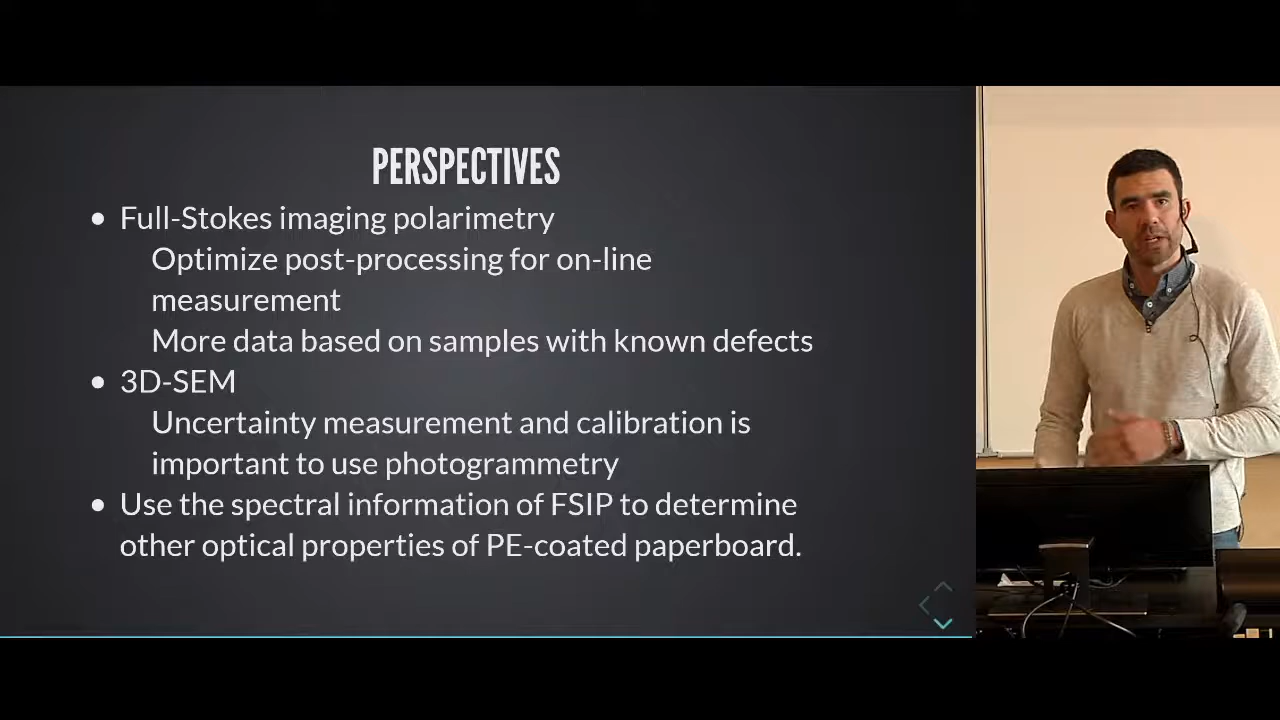 PERSPECTIVES
• Full-Stokes imaging polarimetry
Optimize post-processing for on-line
measurement
More data based on samples with known defects
• 3D-SEM
Uncertainty measurement and calibration is
important to use photogrammetry
• Use the spectral information of FSIP to determine
other optical properties of PE-coated paperboard.